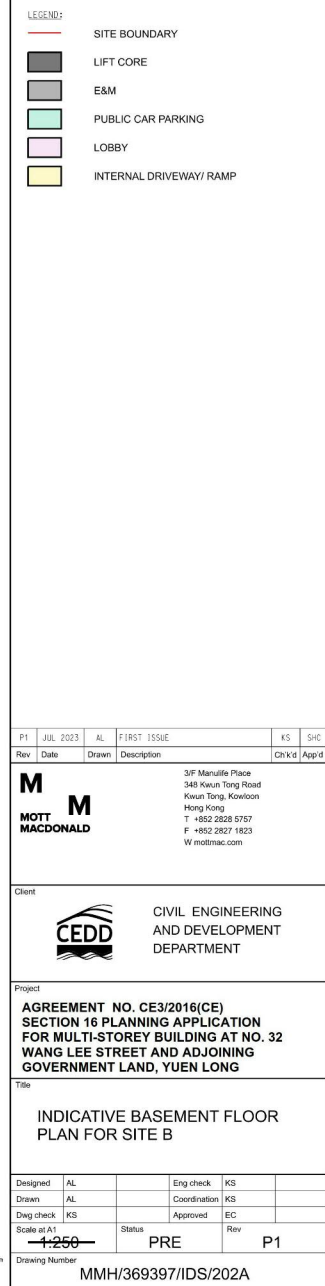 LEGEND:
SITE BOUNDARY
LIFT CORE
E&M
PUBLIC CAR PARKING
LOBBY
INTERNAL DRIVEWAY/ RAMP
P1 JUL 2023 AL FIRST ISSUE KS SHC
Rev Date Drawn Description Ch'k'd App'd
M
M
MOTT
MACDONALD
3/F Manulife Place
348 Kwun Tong Road
Kwun Tong, Kowloon
Hong Kong
T +852 2828 5757
F +852 2827 1823
W mottmac.com
Client
CEDD
CIVIL ENGINEERING
AND DEVELOPMENT
DEPARTMENT
Project
AGREEMENT NO. CE3/2016(CE)
SECTION 16 PLANNING APPLICATION
FOR MULTI-STOREY BUILDING AT NO. 32
WANG LEE STREET AND ADJOINING
GOVERNMENT LAND, YUEN LONG
Title
INDICATIVE BASEMENT FLOOR
PLAN FOR SITE B
Designed AL Eng check KS
Drawn AL Coordination KS
Dwg check KS Approved EC
Scale at A1 Status Rev
1:250 PRE P1
Drawing Number
MMH/369397/IDS/202A